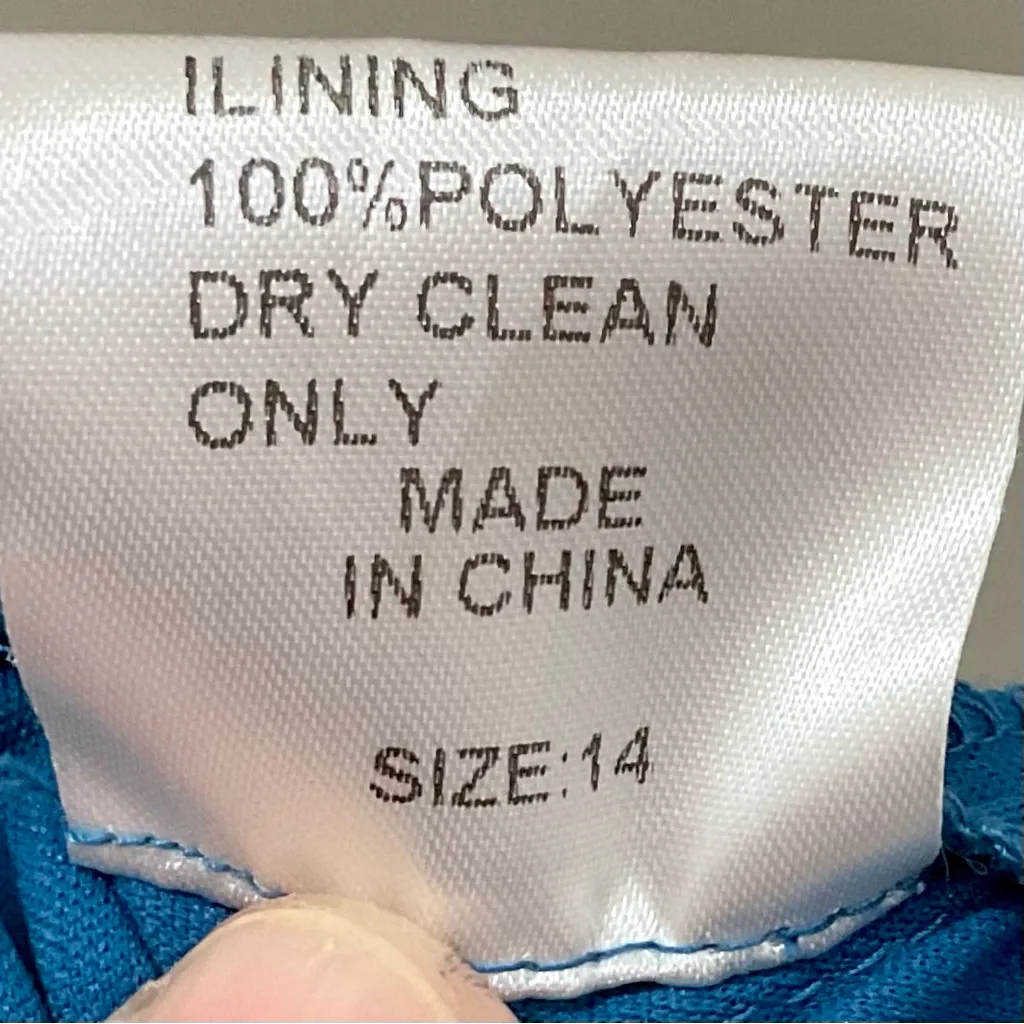 ILINING
100%POLYESTER
DRY CLEAN
ONLY
MADE
IN CHINA
SIZE:14